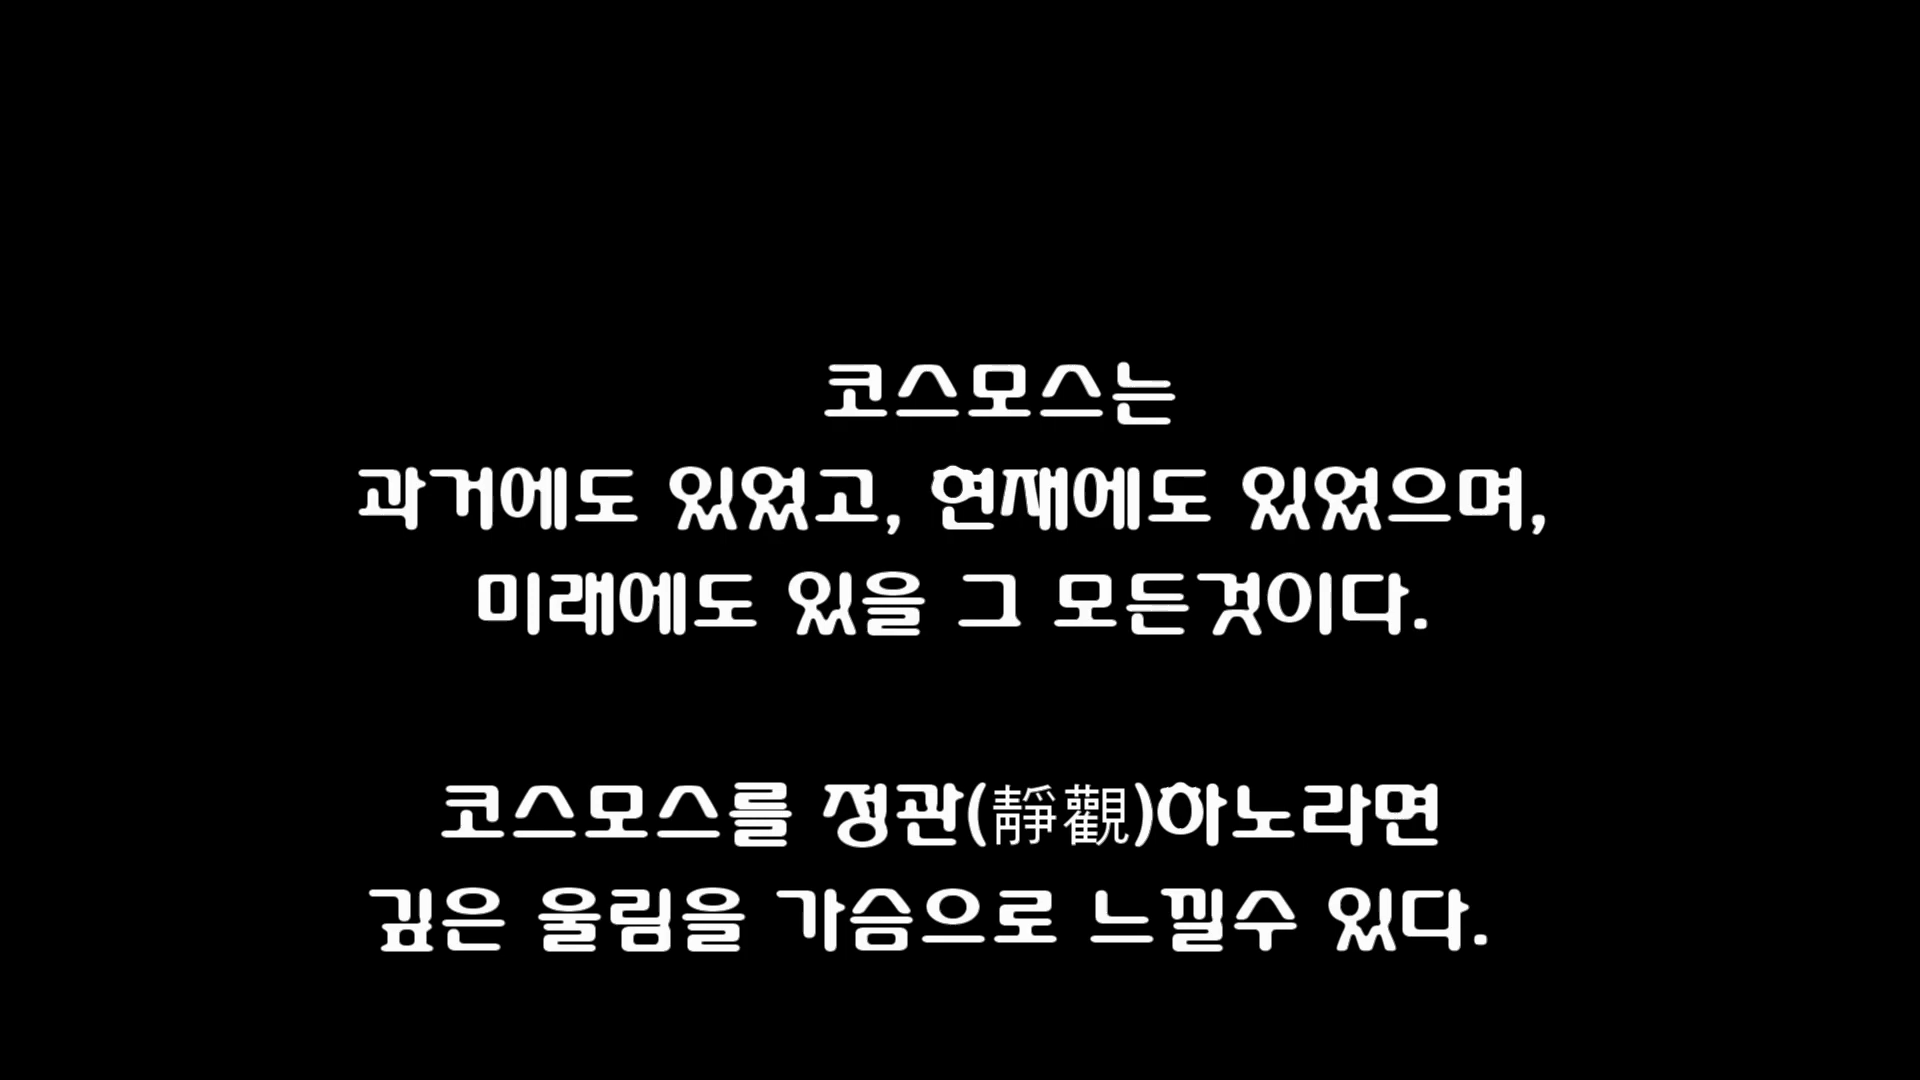 코스모스는
과거에도 있었고, 현재에도 있었으며,
미래에도 있을 그 모든것이다.
코스모스를 정관(靜觀)하노라면
깊은 울림을 가슴으로 느낄수 있다.